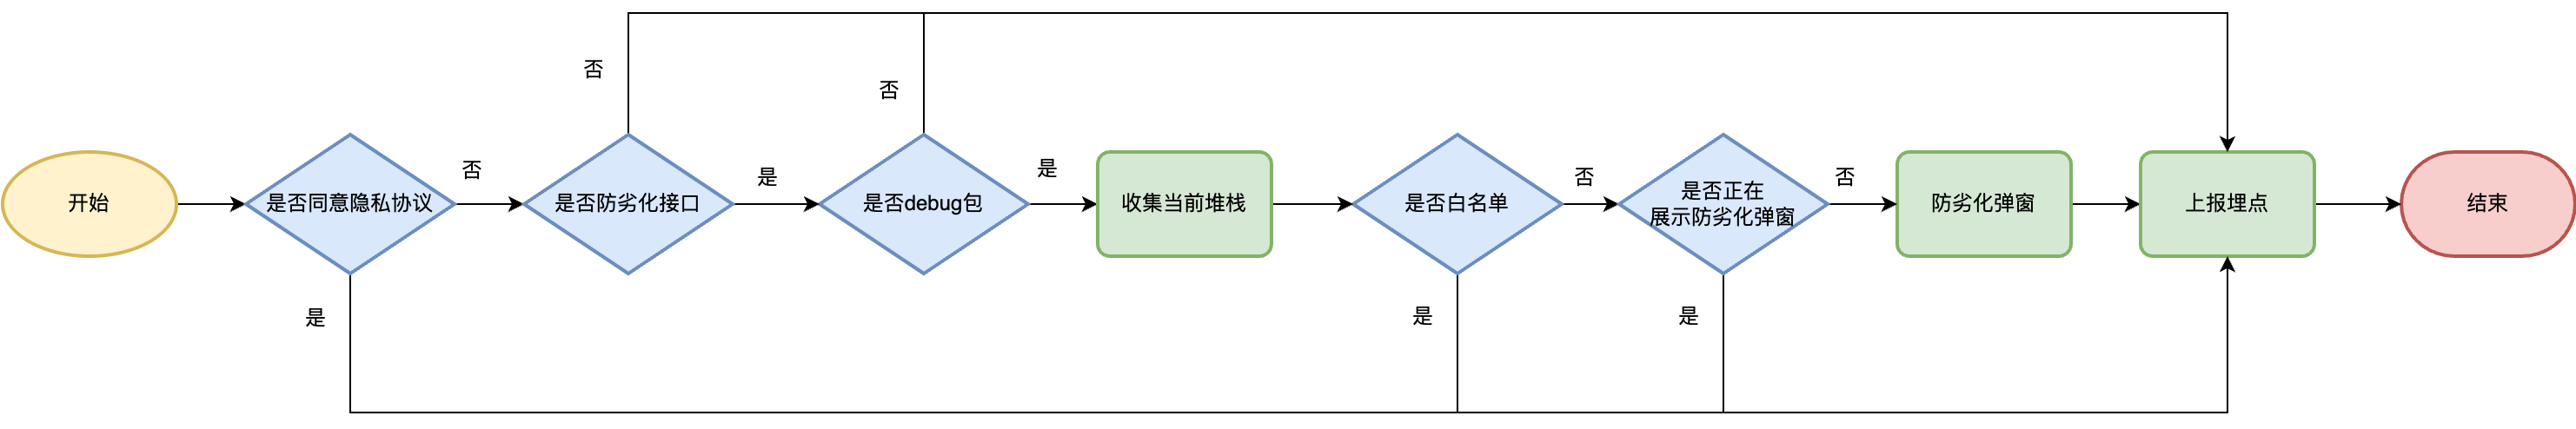 开始
是否同意隐私协议
否
是
是否防劣化接口
否
是
是否debug包
否
是
收集当前堆栈
是否白名单
否
是
是否正在
展示防劣化弹窗
否
是
防劣化弹窗
上报埋点
结束